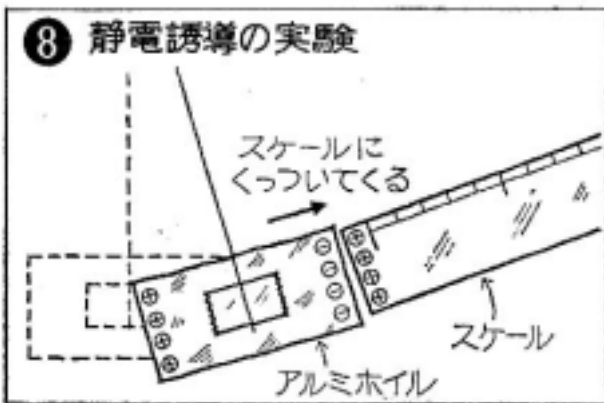 ❽ 静電誘導の実験
スケールに
くっついてくる
⊕⊕⊕⊕
⊖⊖⊖⊖
⊕⊕⊕⊕
スケール
アルミホイル